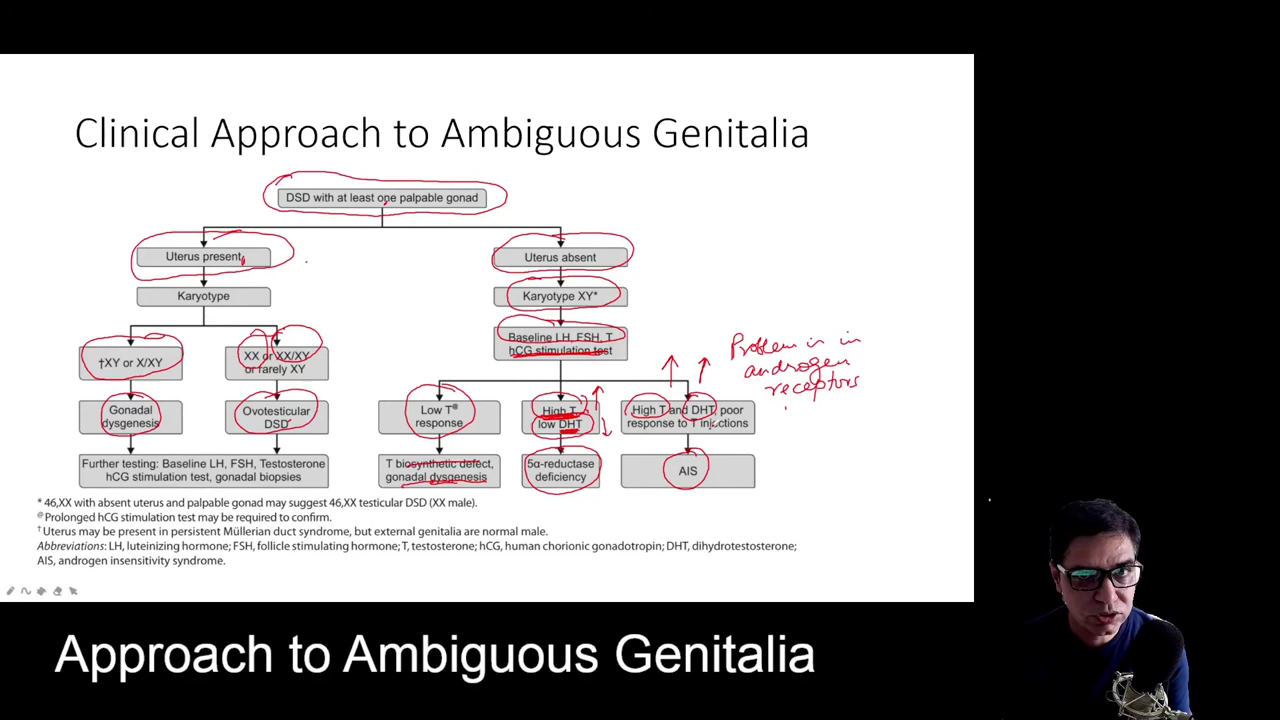 Clinical Approach to Ambiguous Genitalia
DSD with at least one palpable gonad
Uterus present
Uterus absent
Karyotype
Karyotype XY*
Baseline LH, FSH, T
hCG stimulation test
†XY or X/XY
XX or XX/XY
or rarely XY
Problem is in
androgen
receptors
Gonadal
dysgenesis
Ovotesticular
DSD
Low T@
response
High T
low DHT
High T and DHT, poor
response to T injections
Further testing: Baseline LH, FSH, Testosterone
hCG stimulation test, gonadal biopsies
T biosynthetic defect,
gonadal dysgenesis
5α-reductase
deficiency
AIS
* 46,XX with absent uterus and palpable gonad may suggest 46,XX testicular DSD (XX male).
@Prolonged hCG stimulation test may be required to confirm.
†Uterus may be present in persistent Müllerian duct syndrome, but external genitalia are normal male.
Abbreviations: LH, luteinizing hormone; FSH, follicle stimulating hormone; T, testosterone; hCG, human chorionic gonadotropin; DHT, dihydrotestosterone;
AIS, androgen insensitivity syndrome.
Approach to Ambiguous Genitalia